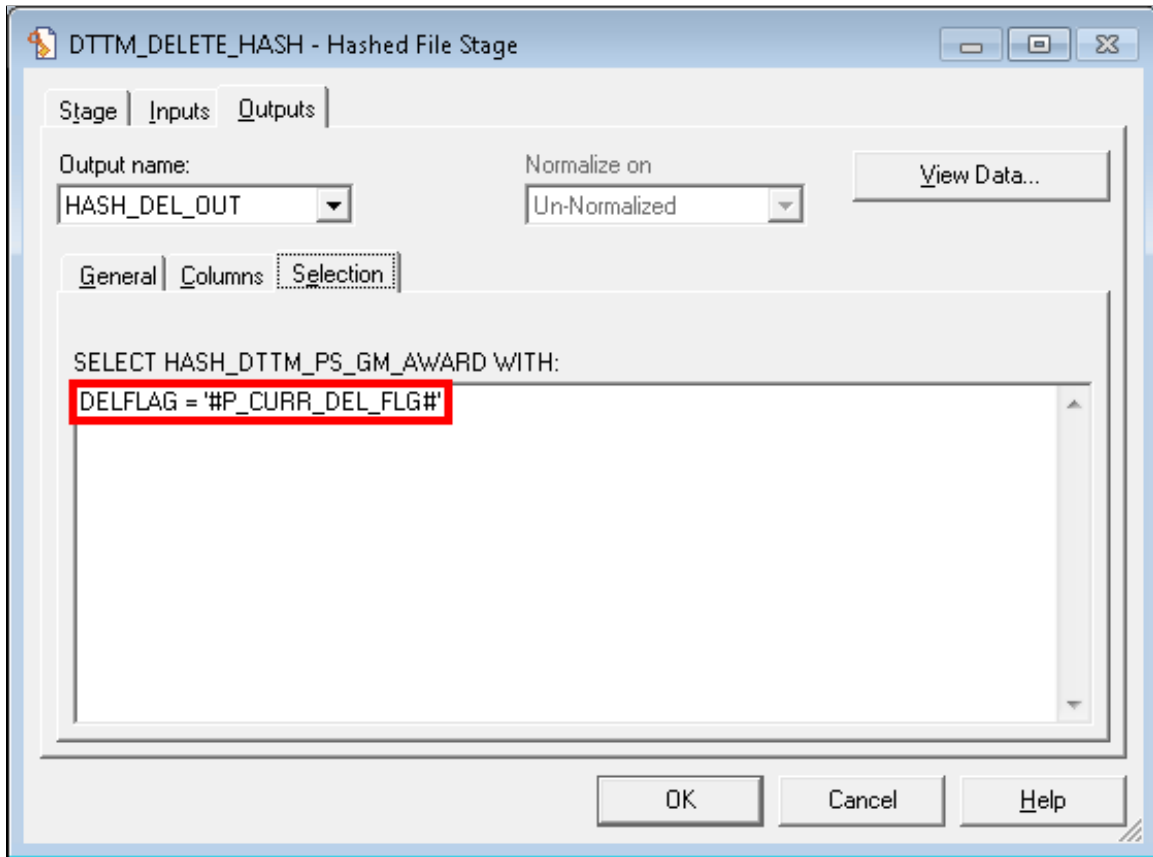 DTTM_DELETE_HASH - Hashed File Stage
Stage Inputs Outputs
Output name: Normalize on View Data...
HASH_DEL_OUT Un-Normalized
General Columns Selection
SELECT HASH_DTTM_PS_GM_AWARD WITH:
DELFLAG = '#P_CURR_DEL_FLG#'
OK Cancel Help